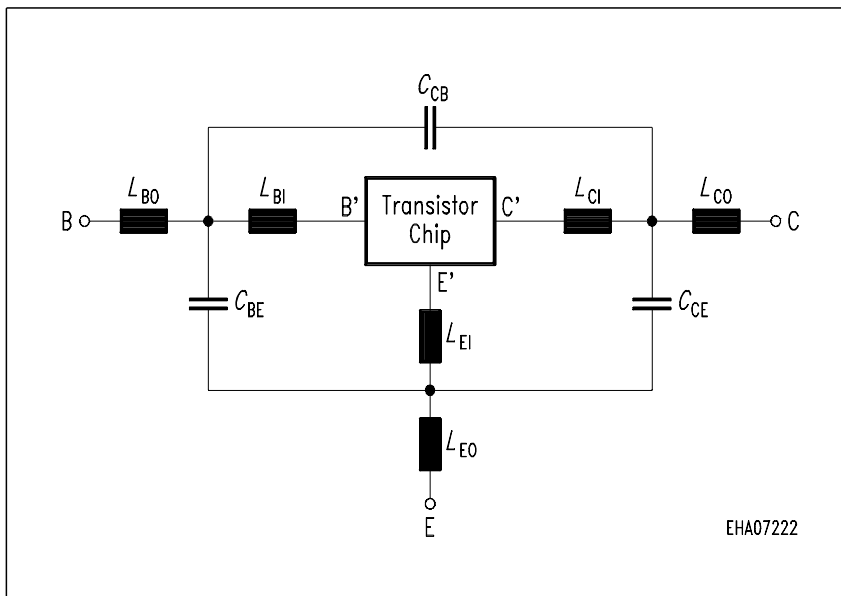 C_CB
L_BO L_BI B' Transistor Chip C' L_CI L_CO
B C
E'
C_BE C_CE
L_EI
L_EO
E
EHA07222